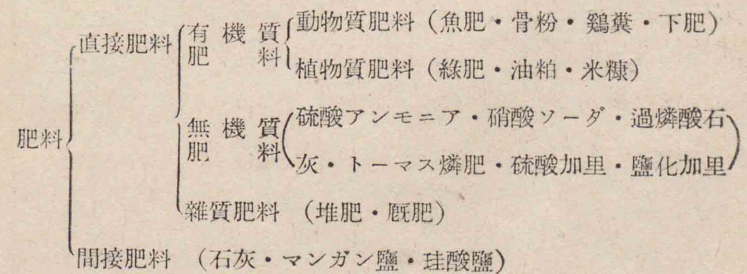 肥料
直接肥料
有機質肥料
動物質肥料(魚肥・骨粉・鷄糞・下肥)
植物質肥料(綠肥・油粕・米糠)
無機質肥料
(硫酸アンモニア・硝酸ソーダ・過燐酸石
灰・トーマス燐肥・硫酸加里・鹽化加里)
雜質肥料 (堆肥・厩肥)
間接肥料 (石灰・マンガン鹽・珪酸鹽)